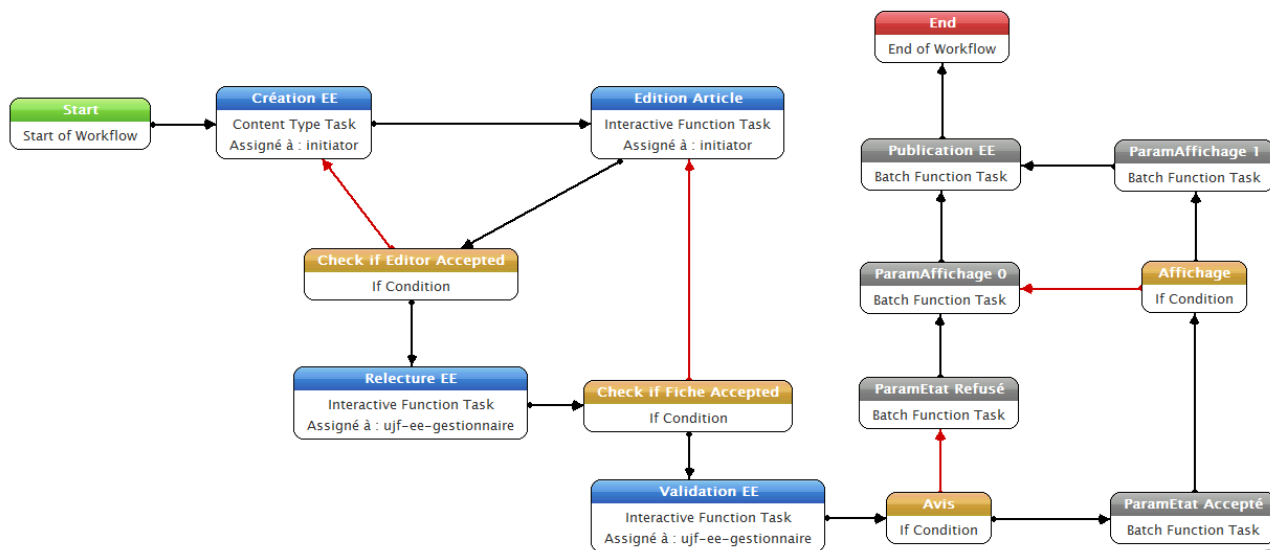 End
End of Workflow
Start
Start of Workflow
Création EE
Content Type Task
Assigné à : initiator
Edition Article
Interactive Function Task
Assigné à : initiator
Publication EE
Batch Function Task
ParamAffichage 1
Batch Function Task
Check if Editor Accepted
If Condition
ParamAffichage 0
Batch Function Task
Affichage
If Condition
Relecture EE
Interactive Function Task
Assigné à : ujf-ee-gestionnaire
Check if Fiche Accepted
If Condition
ParamEtat Refusé
Batch Function Task
Validation EE
Interactive Function Task
Assigné à : ujf-ee-gestionnaire
Avis
If Condition
ParamEtat Accepté
Batch Function Task